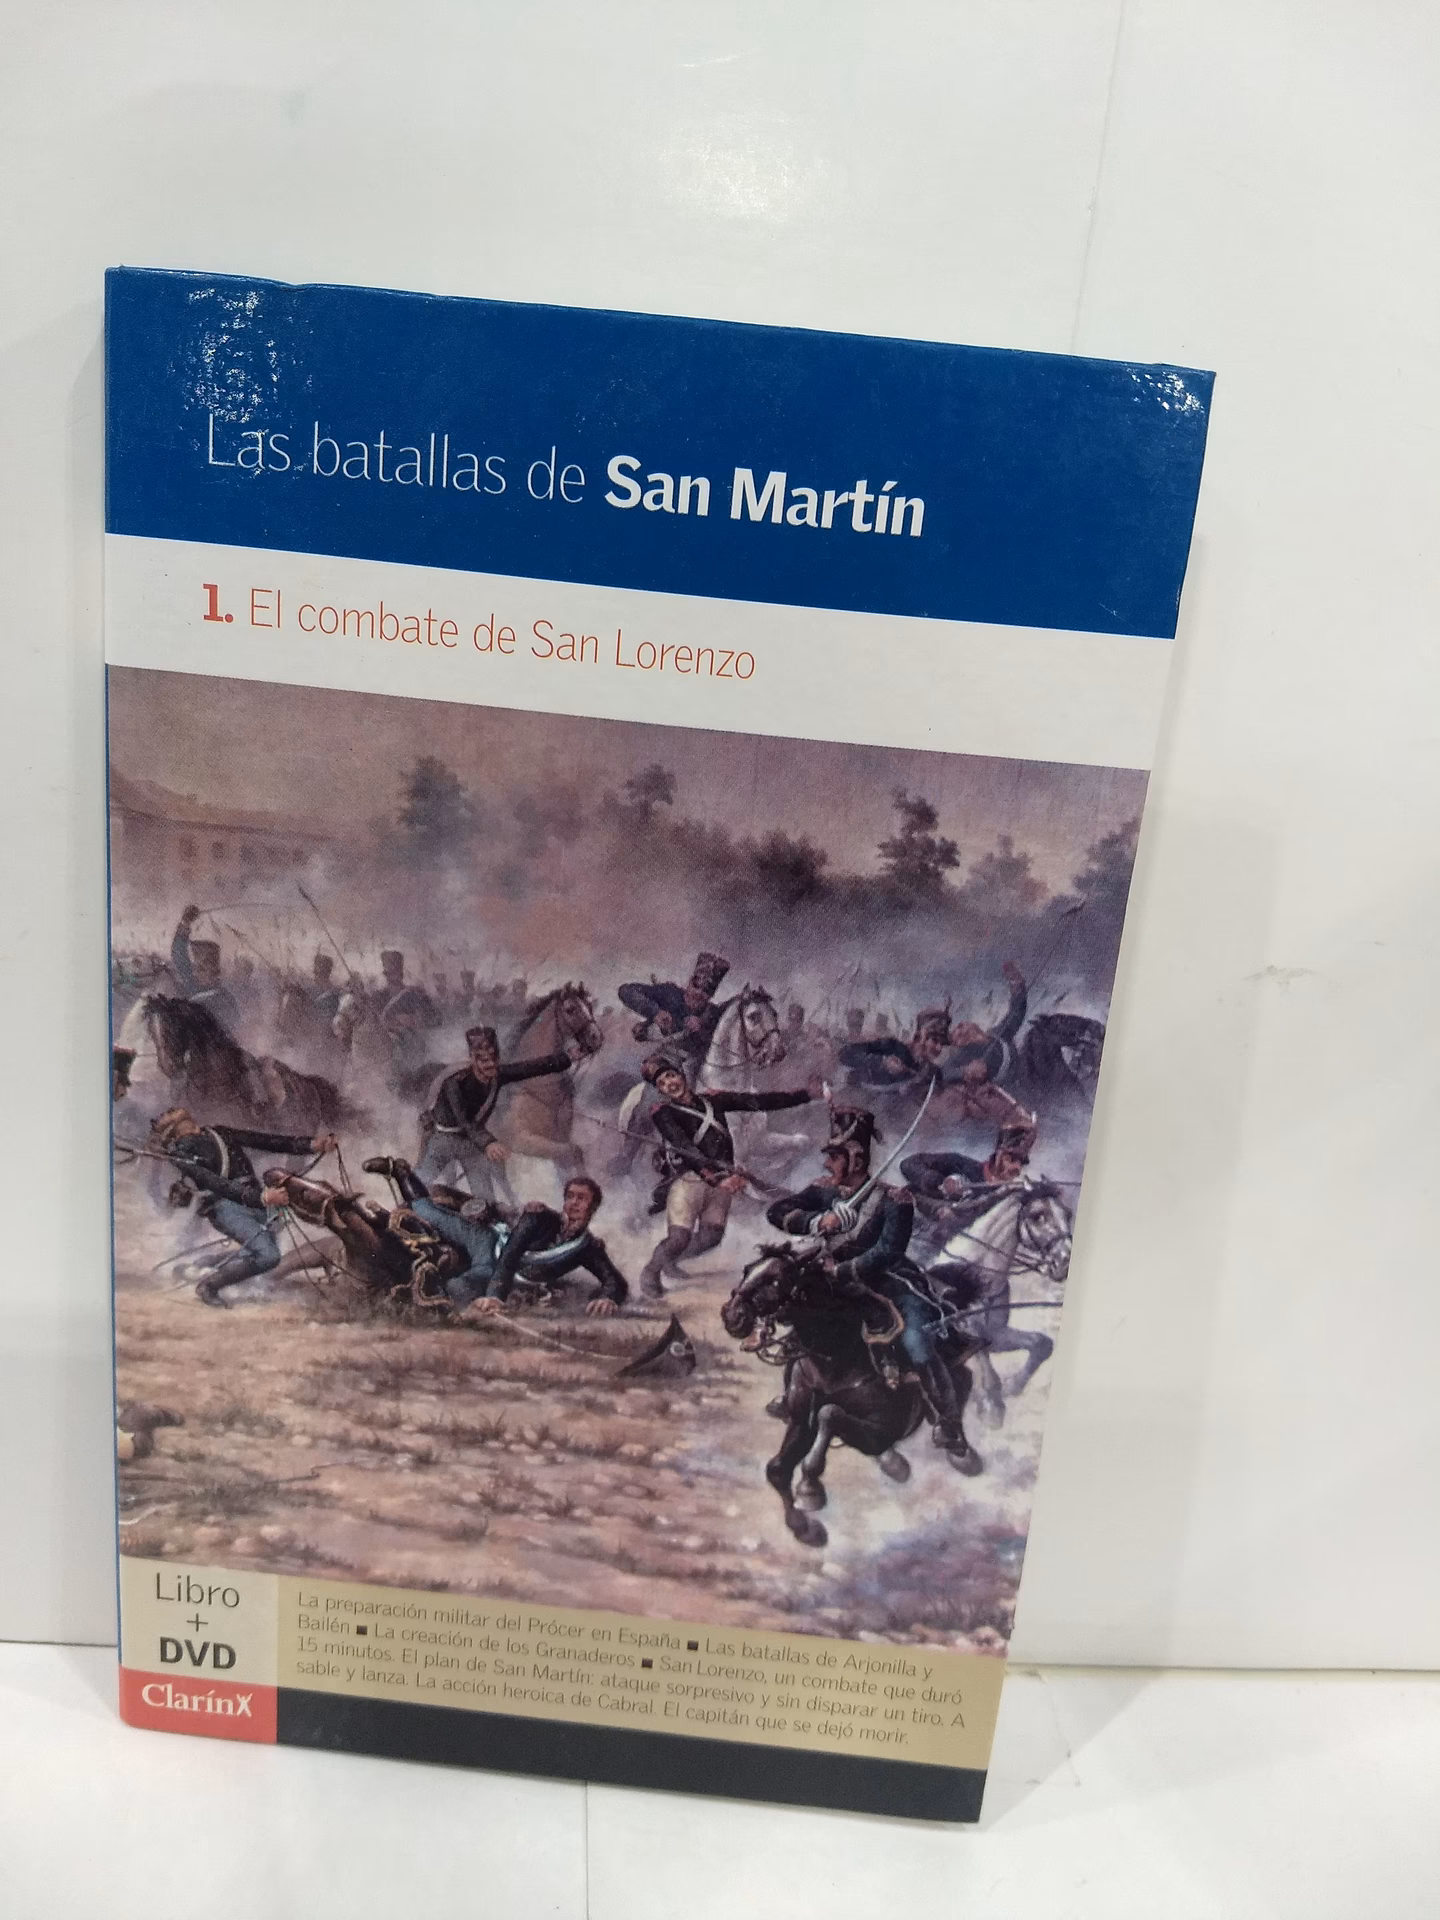 Las batallas de San Martín
1. El combate de San Lorenzo
Libro
+
DVD
Clarín
La preparación militar del Prócer en España ■ Las batallas de Arjonilla y
Bailén ■ La creación de los Granaderos ■ San Lorenzo, un combate que duró
15 minutos. El plan de San Martín: ataque sorpresivo y sin disparar un tiro. A
sable y lanza. La acción heroica de Cabral. El capitán que se dejó morir.